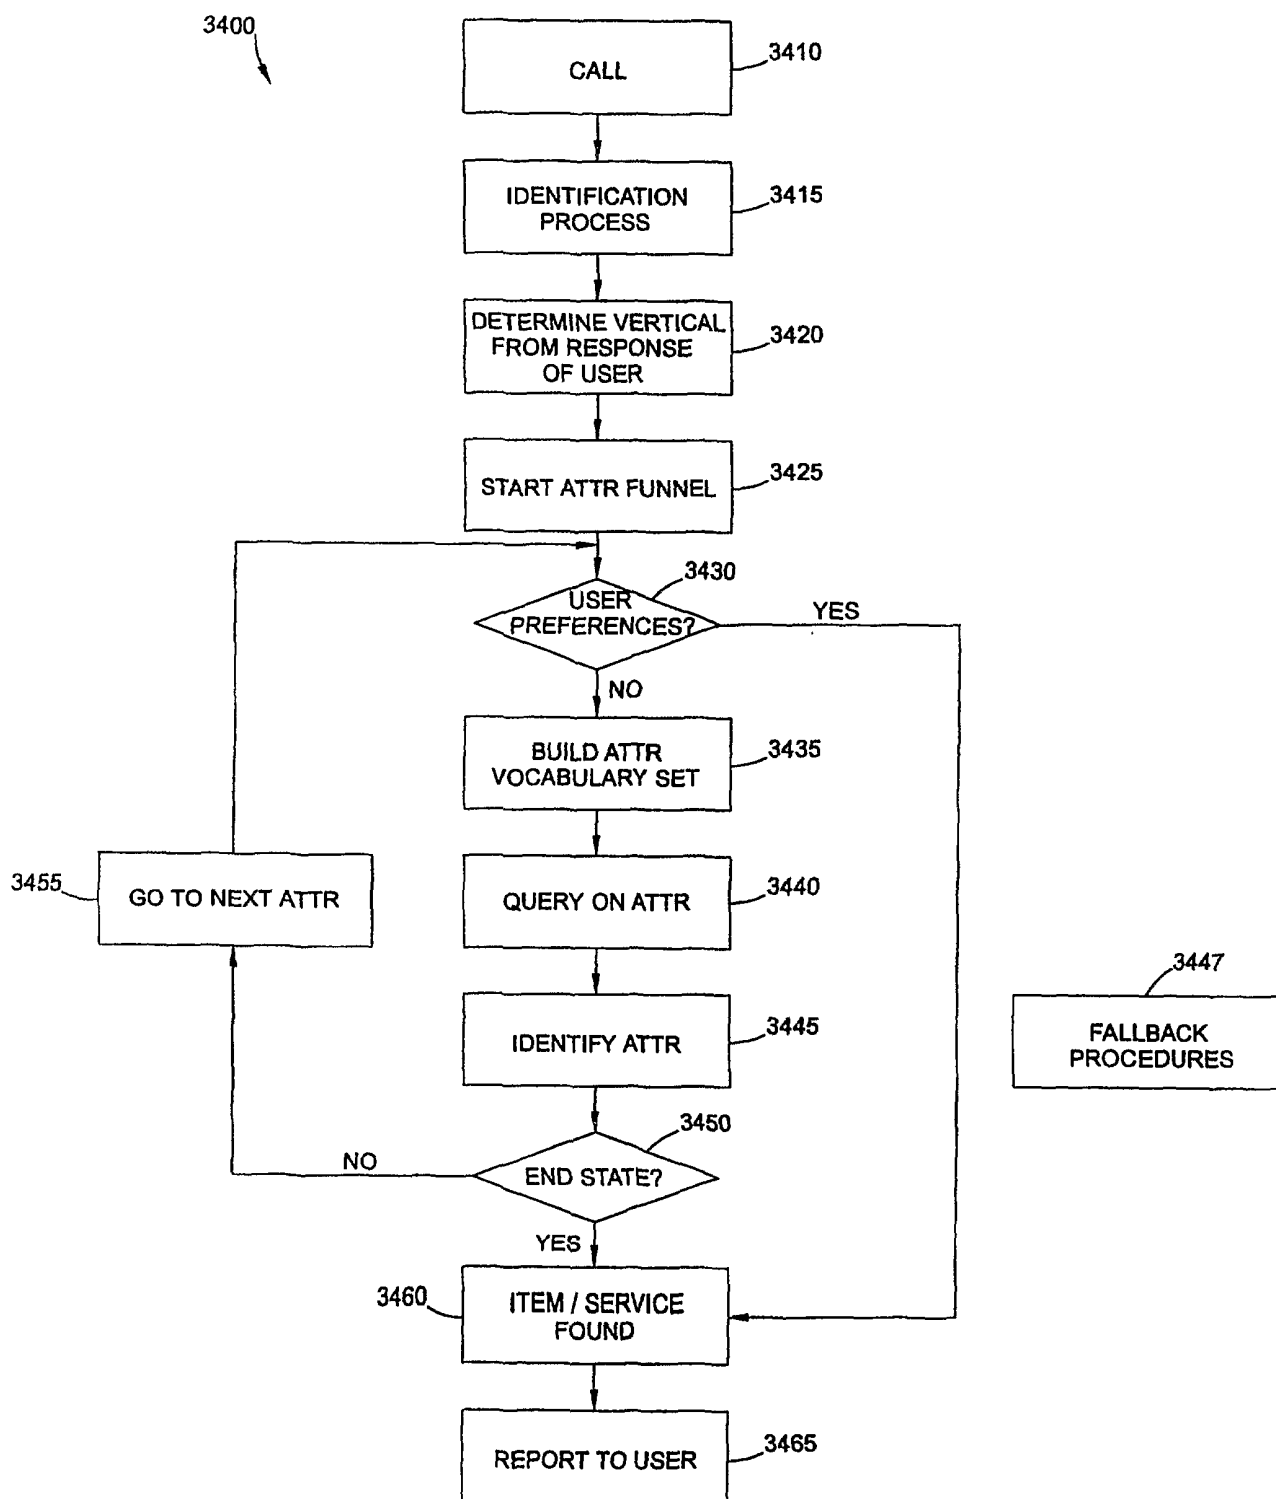 3400
CALL
3410
IDENTIFICATION
PROCESS
3415
DETERMINE VERTICAL
FROM RESPONSE
OF USER
3420
START ATTR FUNNEL
3425
USER
PREFERENCES?
3430
YES
NO
BUILD ATTR
VOCABULARY SET
3435
3455
GO TO NEXT ATTR
QUERY ON ATTR
3440
IDENTIFY ATTR
3445
3447
FALLBACK
PROCEDURES
END STATE?
3450
NO
YES
3460
ITEM / SERVICE
FOUND
REPORT TO USER
3465